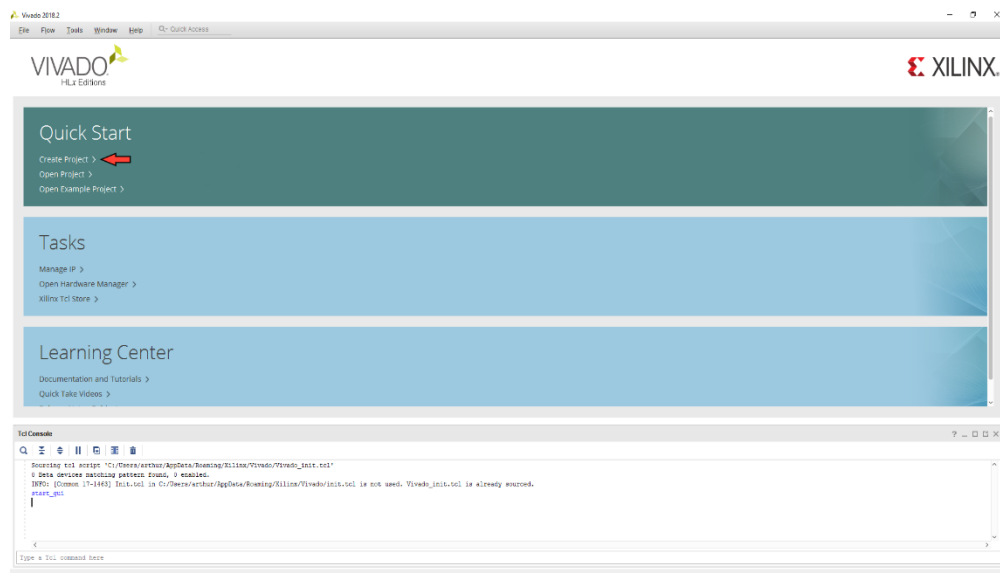 Vivado 2018.2
File Flow Tools Window Help Q- Quick Access
VIVADO.
HLx Editions
XILINX.
Quick Start
Create Project >
Open Project >
Open Example Project >
Tasks
Manage IP >
Open Hardware Manager >
Xilinx Tcl Store >
Learning Center
Documentation and Tutorials >
Quick Take Videos >
Tcl Console
Sourcing tcl script 'C:/Users/arthur/AppData/Roaming/Xilinx/Vivado/Vivado_init.tcl'
0 Beta devices matching pattern found, 0 enabled.
INFO: [Common 17-1463] Init.tcl in C:/Users/arthur/AppData/Roaming/Xilinx/Vivado/init.tcl is not used. Vivado_init.tcl is already sourced.
start_gui
Type a Tcl command here